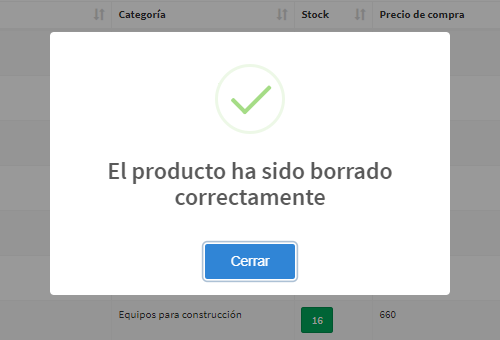 Categoría Stock Precio de compra
El producto ha sido borrado
correctamente
Cerrar
Equipos para construcción 16 660